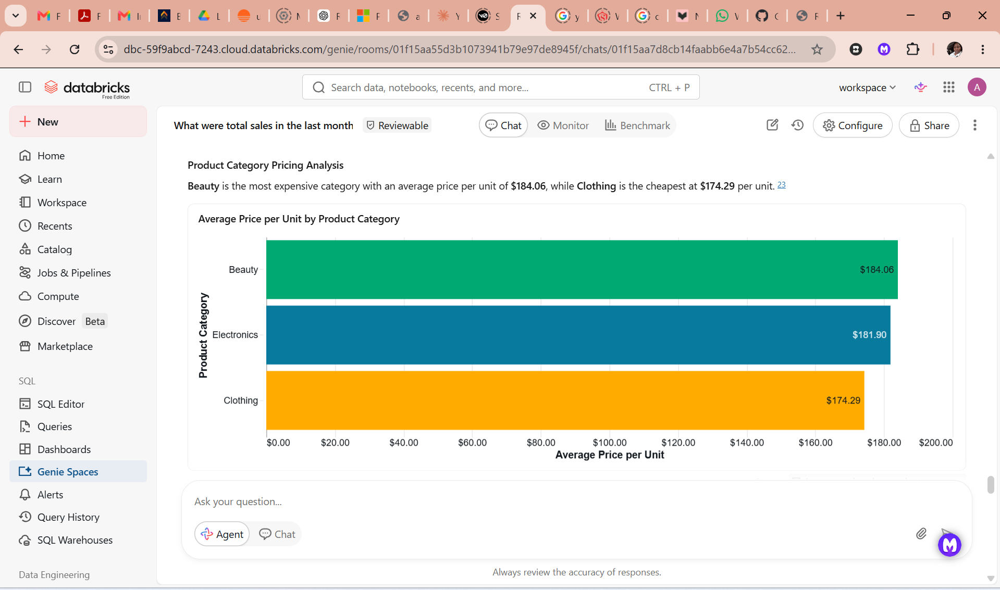 dbc-59f9abcd-7243.cloud.databricks.com/genie/rooms/01f15aa55d3b1073941b79e97de8945f/chats/01f15aa7d8cb14faabb6e4a7b54cc62...
databricks
Free Edition
Search data, notebooks, recents, and more...
CTRL + P
workspace
A
New
Home
Learn
Workspace
Recents
Catalog
Jobs & Pipelines
Compute
Discover Beta
Marketplace
SQL
SQL Editor
Queries
Dashboards
Genie Spaces
Alerts
Query History
SQL Warehouses
Data Engineering
What were total sales in the last month
Reviewable
Chat
Monitor
Benchmark
Configure
Share
Product Category Pricing Analysis
Beauty is the most expensive category with an average price per unit of $184.06, while Clothing is the cheapest at $174.29 per unit. 23
Average Price per Unit by Product Category
Product Category
Beauty
$184.06
Electronics
$181.90
Clothing
$174.29
$0.00 $20.00 $40.00 $60.00 $80.00 $100.00 $120.00 $140.00 $160.00 $180.00 $200.00
Average Price per Unit
Ask your question...
Agent
Chat
Always review the accuracy of responses.